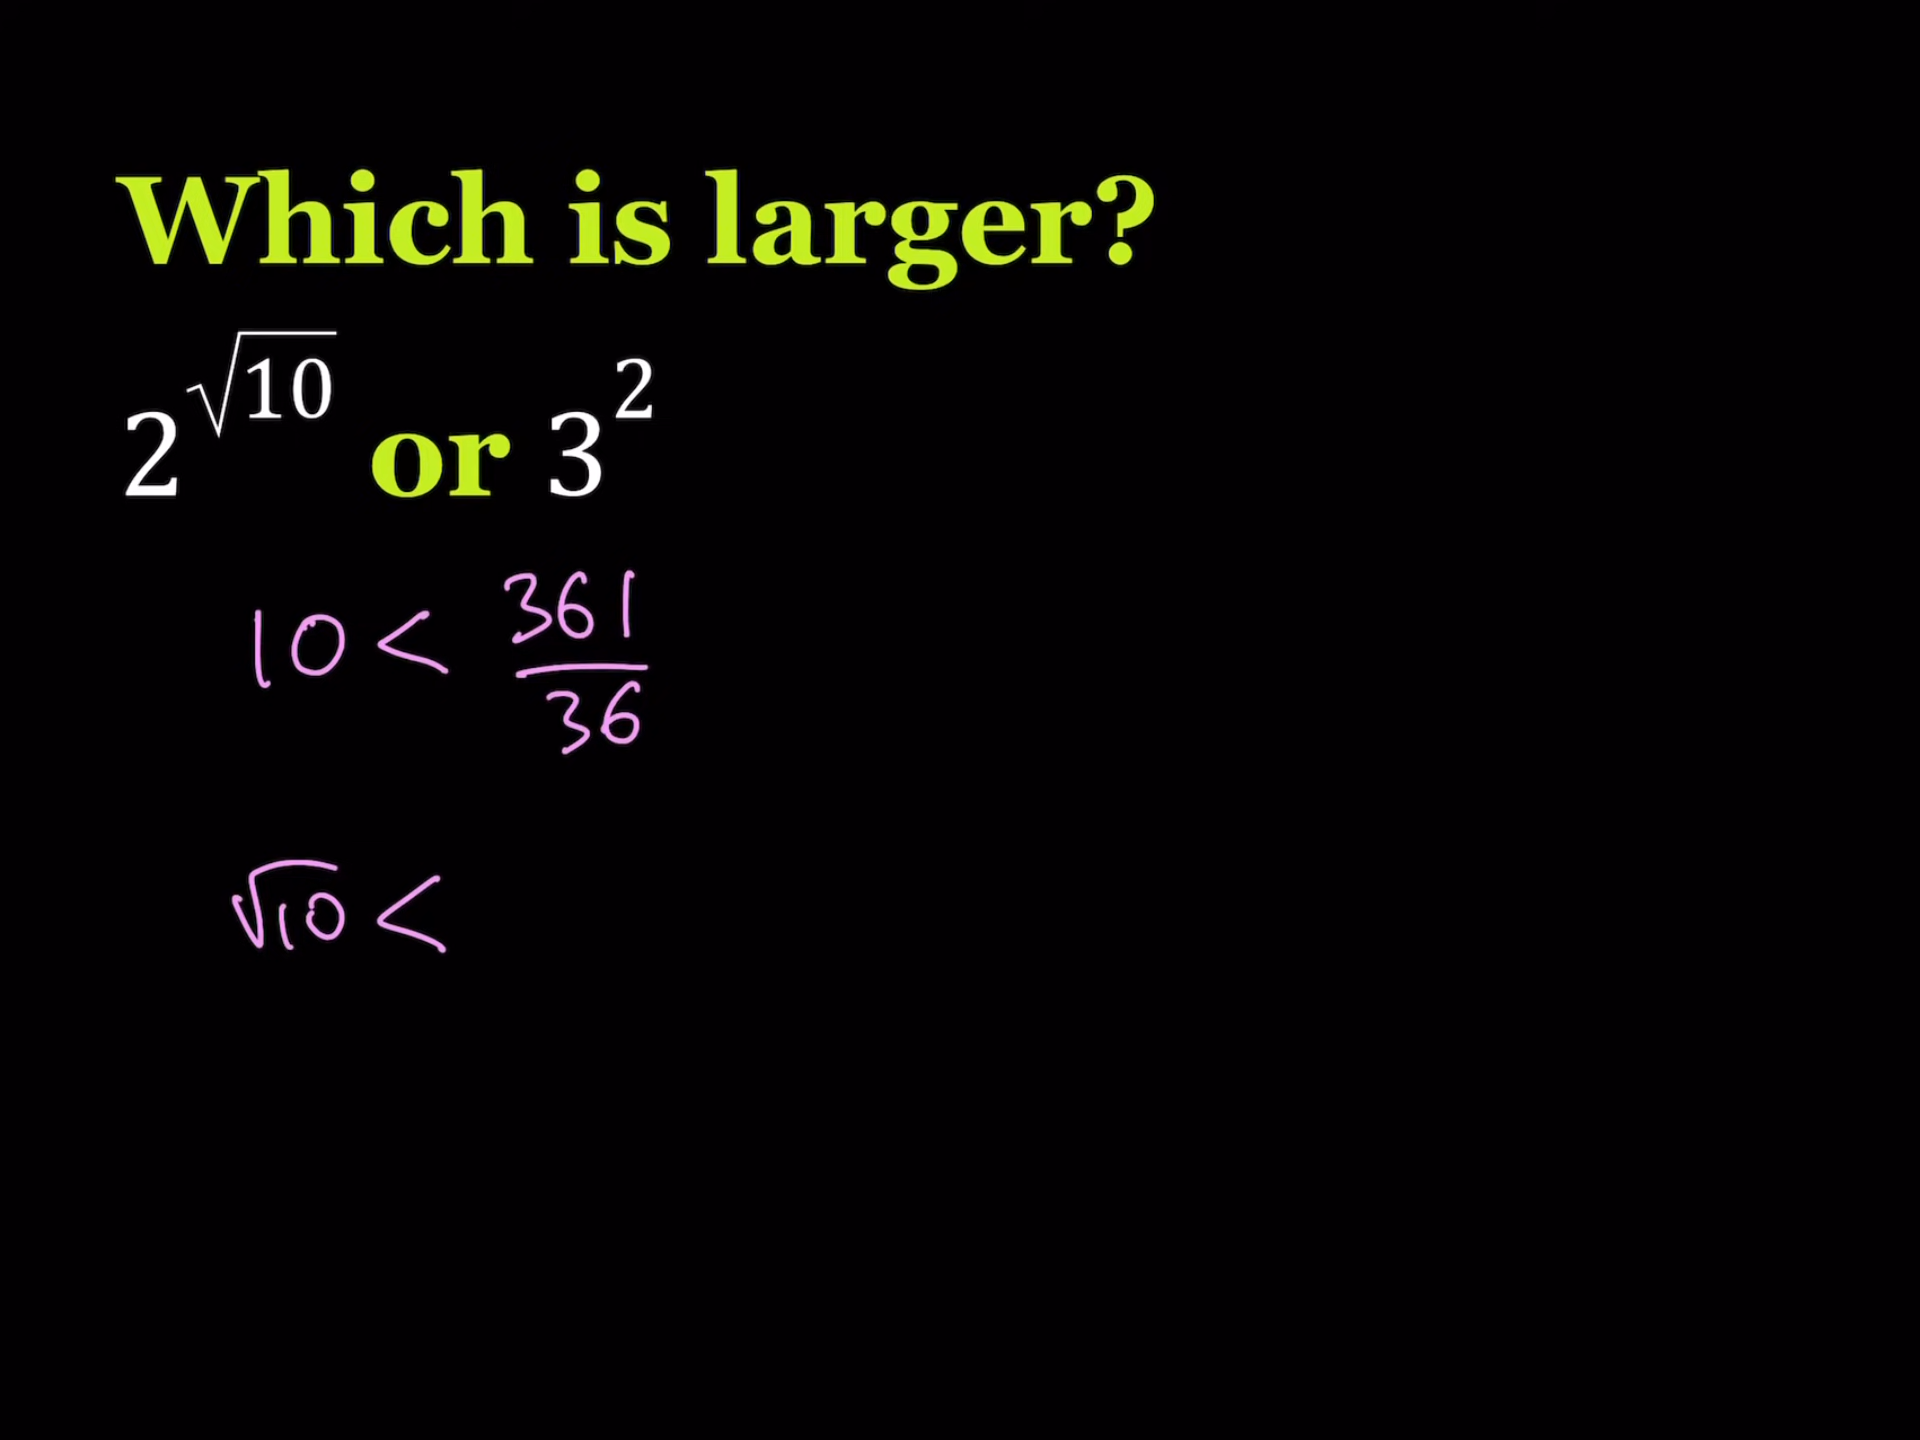 Which is larger?
2^√10 or 3^2
10 < 361/36
√10 <